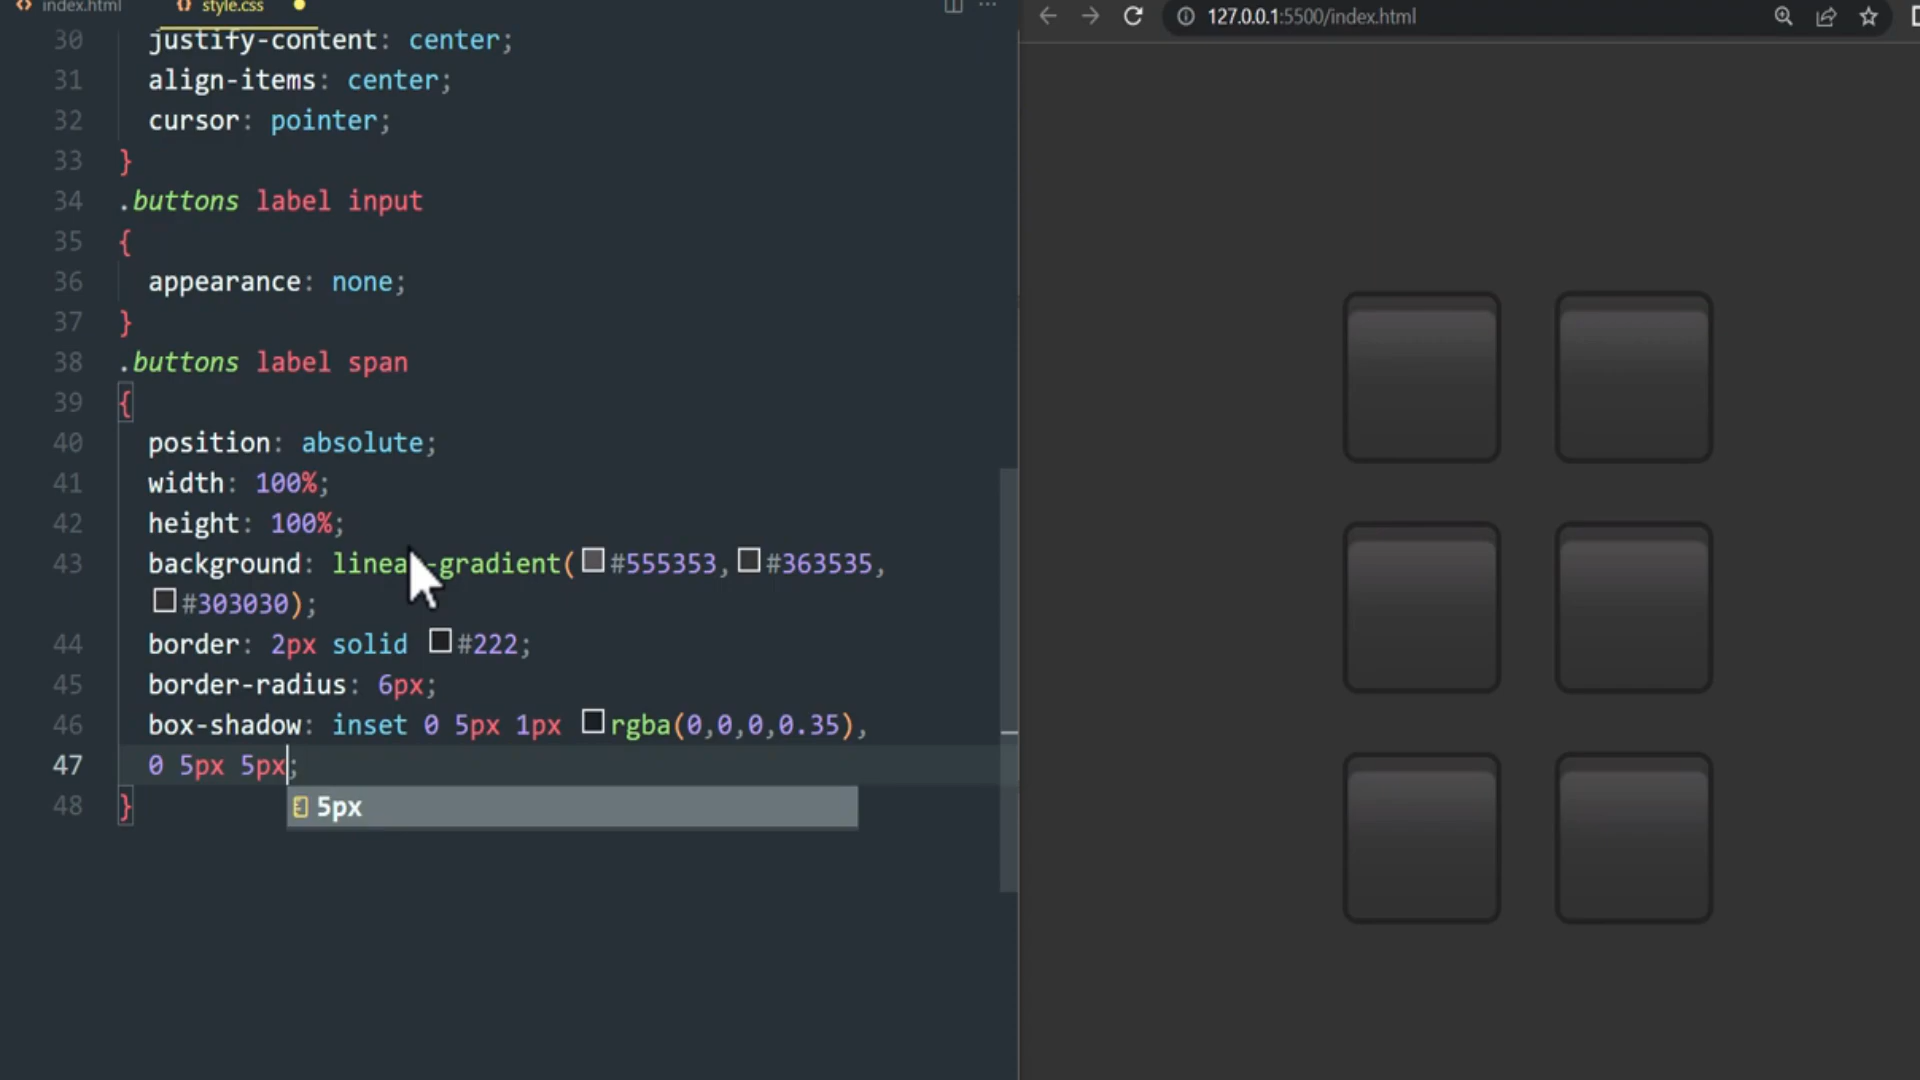 index.html
style.css
127.0.0.1:5500/index.html
30 justify-content: center;
31 align-items: center;
32 cursor: pointer;
33 }
34 .buttons label input
35 {
36 appearance: none;
37 }
38 .buttons label span
39 {
40 position: absolute;
41 width: 100%;
42 height: 100%;
43 background: linear-gradient(#555353,#363535,
#303030);
44 border: 2px solid #222;
45 border-radius: 6px;
46 box-shadow: inset 0 5px 1px rgba(0,0,0,0.35),
47 0 5px 5px;
48 }
5px